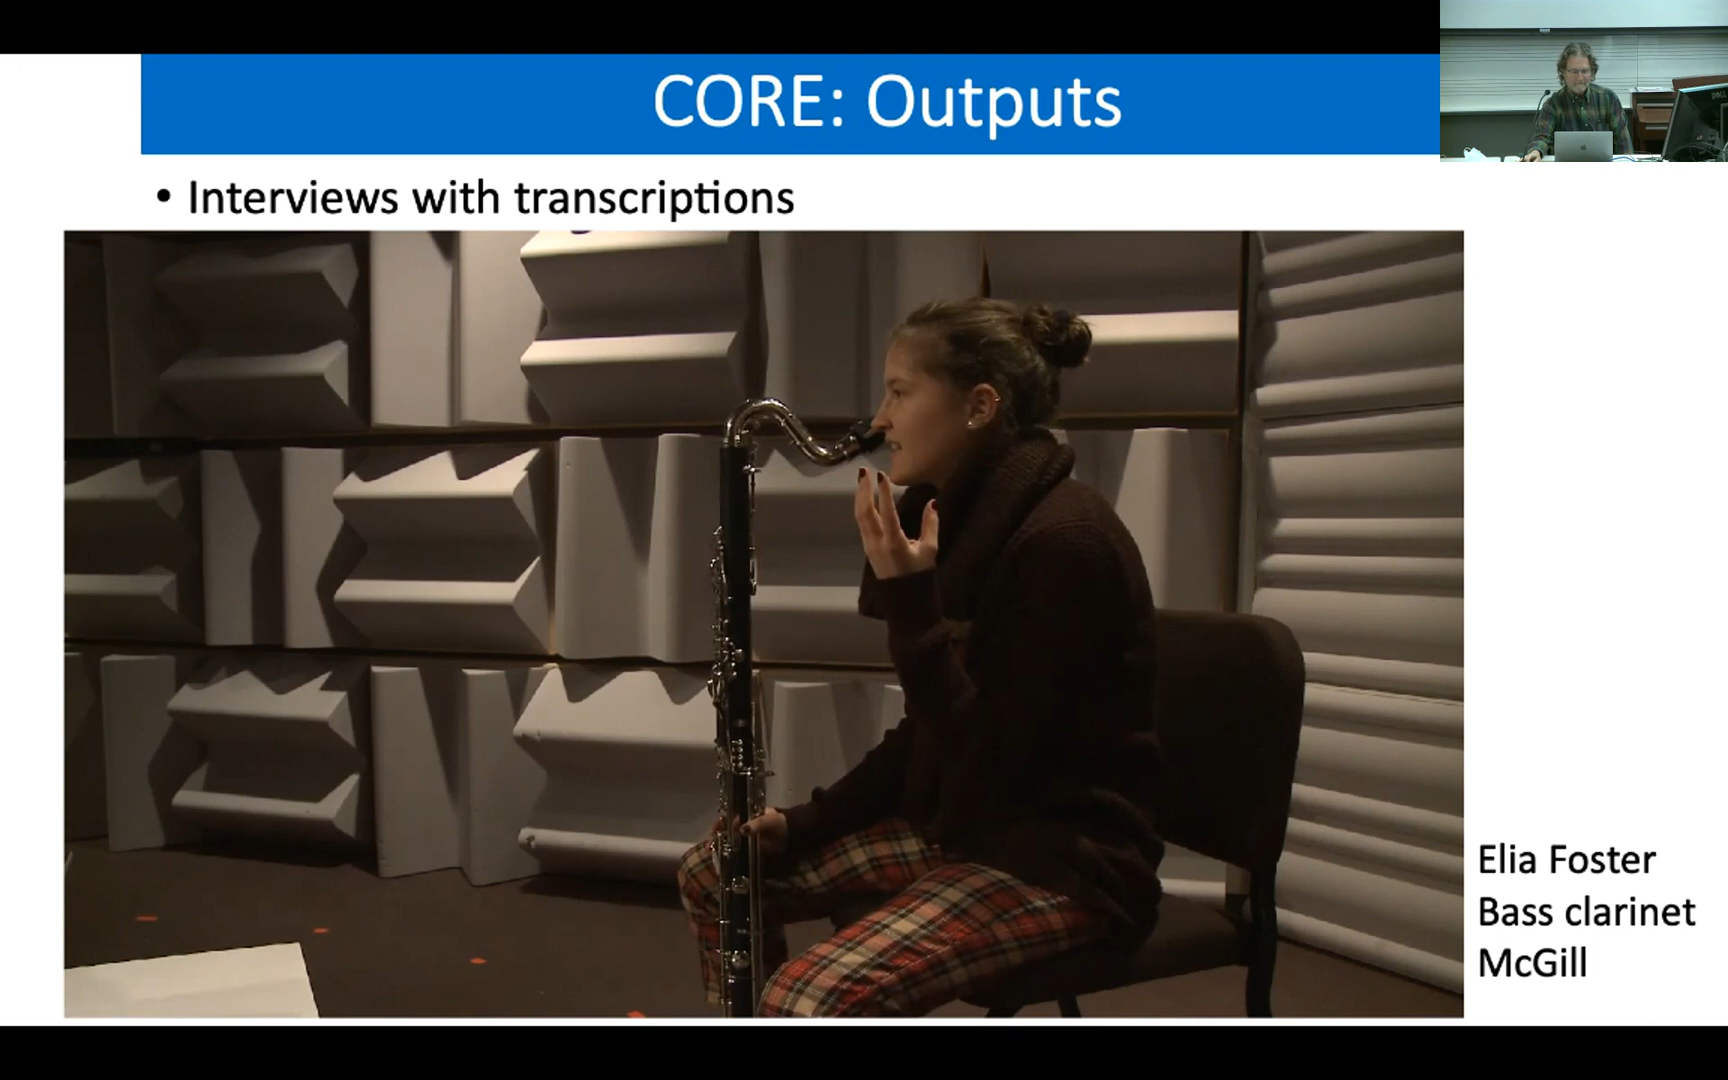 CORE: Outputs
• Interviews with transcriptions
Elia Foster
Bass clarinet
McGill